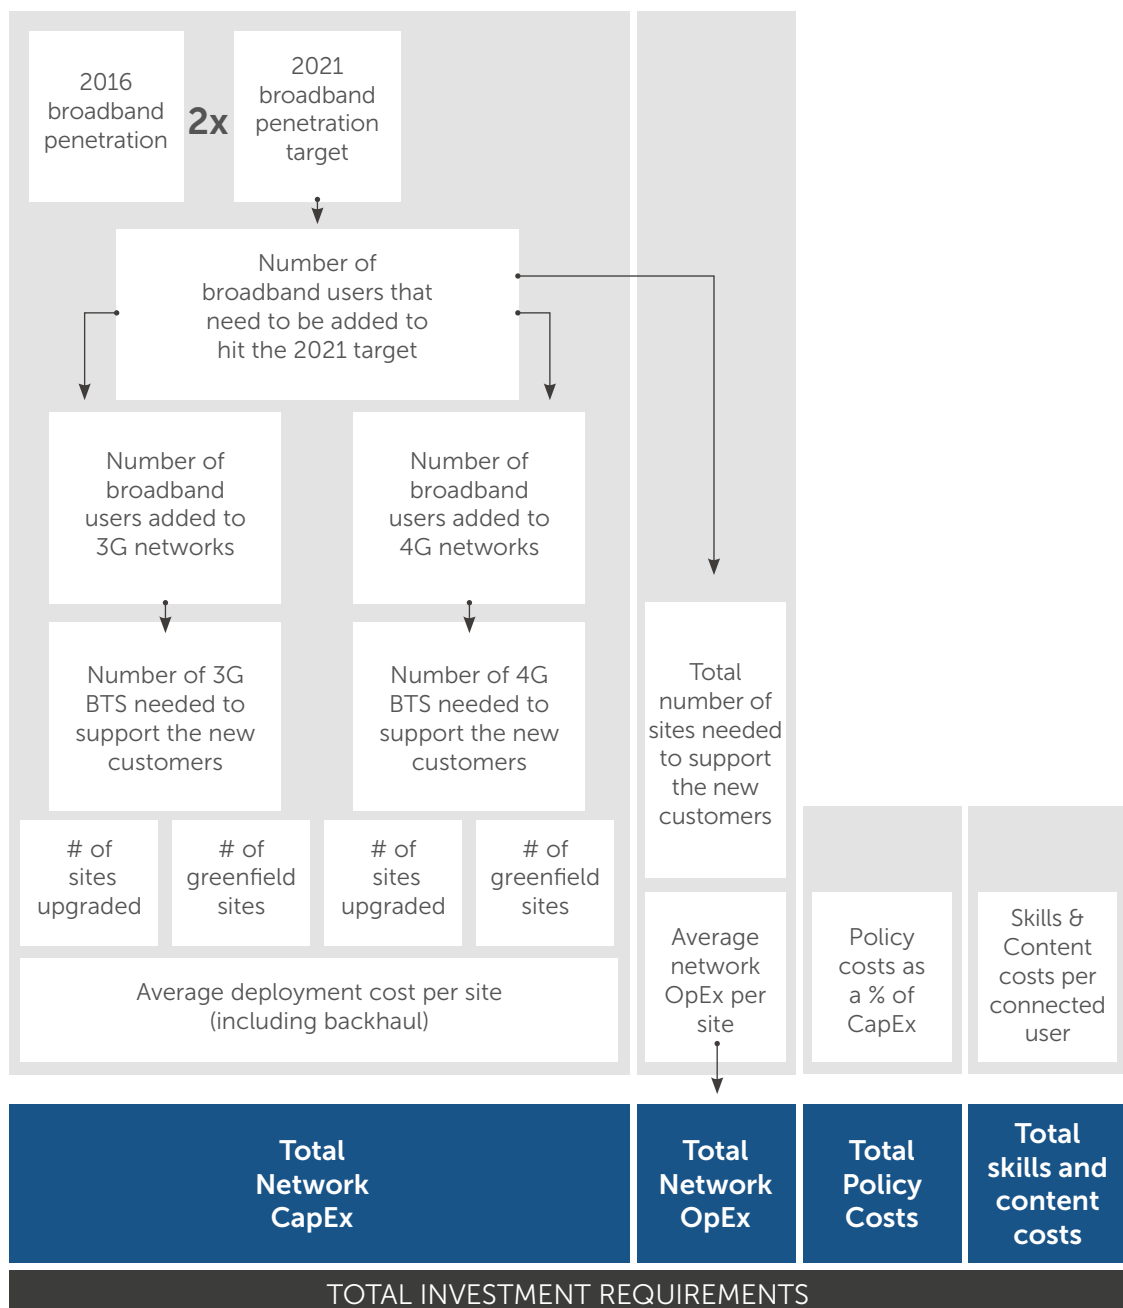 2016
broadband
penetration
2x
2021
broadband
penetration
target
Number of
broadband users that
need to be added to
hit the 2021 target
Number of
broadband
users added to
3G networks
Number of
broadband
users added to
4G networks
Number of 3G
BTS needed to
support the new
customers
Number of 4G
BTS needed to
support the new
customers
Total
number of
sites needed
to support
the new
customers
# of
sites
upgraded
# of
greenfield
sites
# of
sites
upgraded
# of
greenfield
sites
Average deployment cost per site
(including backhaul)
Average
network
OpEx per
site
Policy
costs as
a % of
CapEx
Skills &
Content
costs per
connected
user
Total
Network
CapEx
Total
Network
OpEx
Total
Policy
Costs
Total
skills and
content
costs
TOTAL INVESTMENT REQUIREMENTS